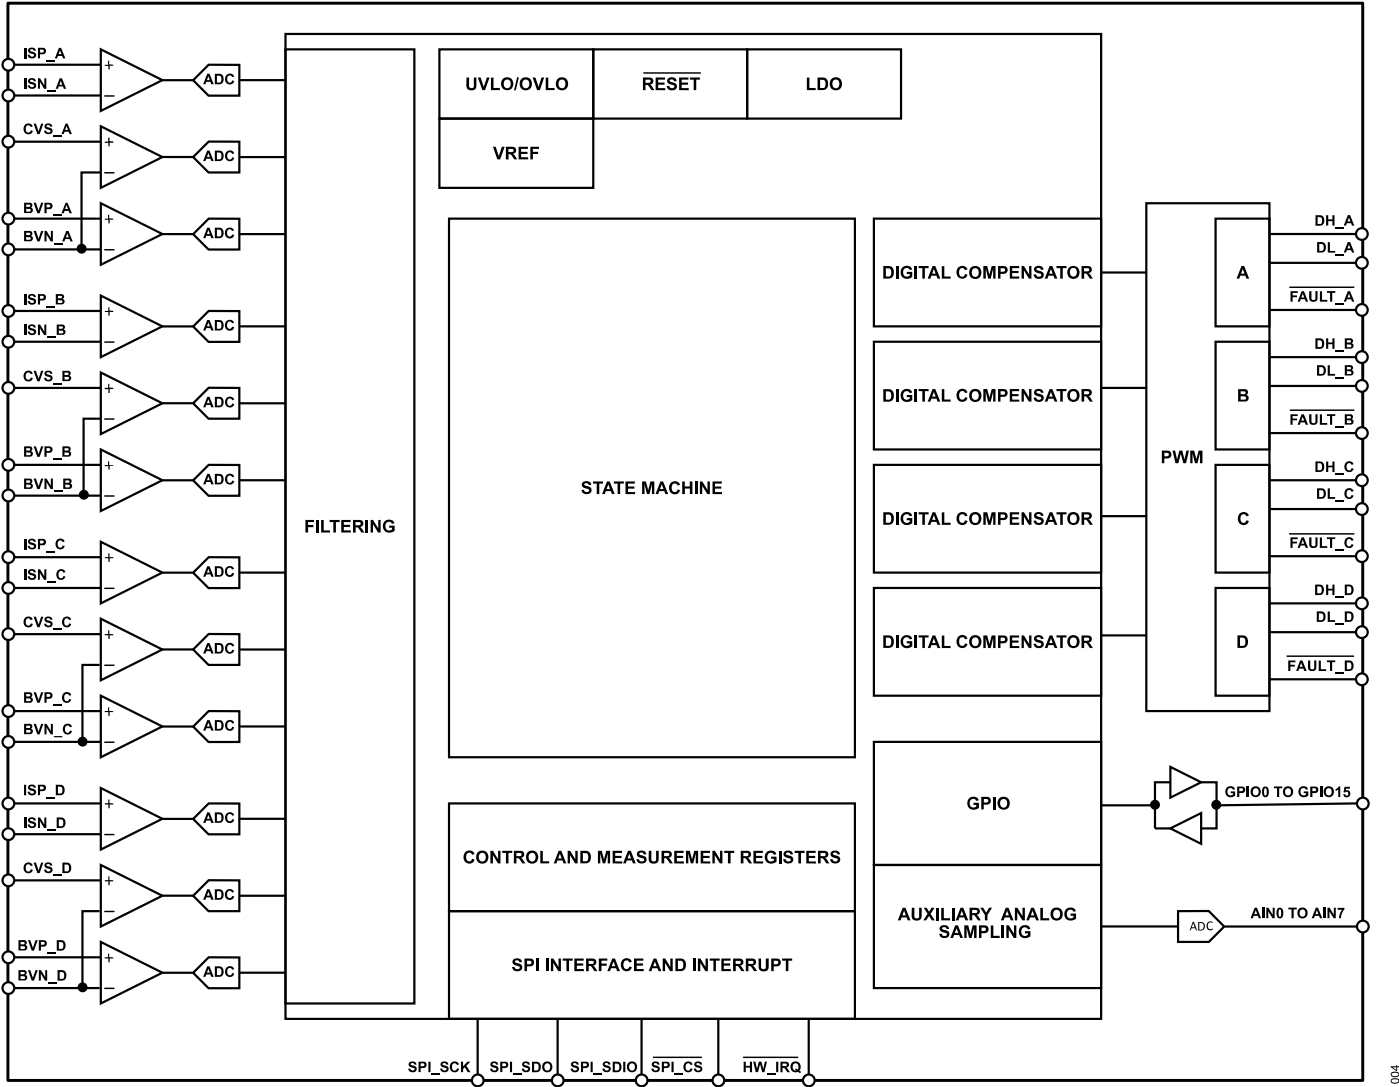 ISP_A
ISN_A
CVS_A
BVP_A
BVN_A
ISP_B
ISN_B
CVS_B
BVP_B
BVN_B
ISP_C
ISN_C
CVS_C
BVP_C
BVN_C
ISP_D
ISN_D
CVS_D
BVP_D
BVN_D
+
−
ADC
+
−
ADC
+
−
ADC
+
−
ADC
+
−
ADC
+
−
ADC
+
−
ADC
+
−
ADC
+
−
ADC
+
−
ADC
+
−
ADC
+
−
ADC
FILTERING
UVLO/OVLO
RESET
LDO
VREF
STATE MACHINE
CONTROL AND MEASUREMENT REGISTERS
SPI INTERFACE AND INTERRUPT
DIGITAL COMPENSATOR
DIGITAL COMPENSATOR
DIGITAL COMPENSATOR
DIGITAL COMPENSATOR
GPIO
AUXILIARY ANALOG
SAMPLING
PWM
A
B
C
D
DH_A
DL_A
FAULT_A
DH_B
DL_B
FAULT_B
DH_C
DL_C
FAULT_C
DH_D
DL_D
FAULT_D
GPIO0 TO GPIO15
ADC
AIN0 TO AIN7
SPI_SCK
SPI_SDO
SPI_SDIO
SPI_CS
HW_IRQ
004